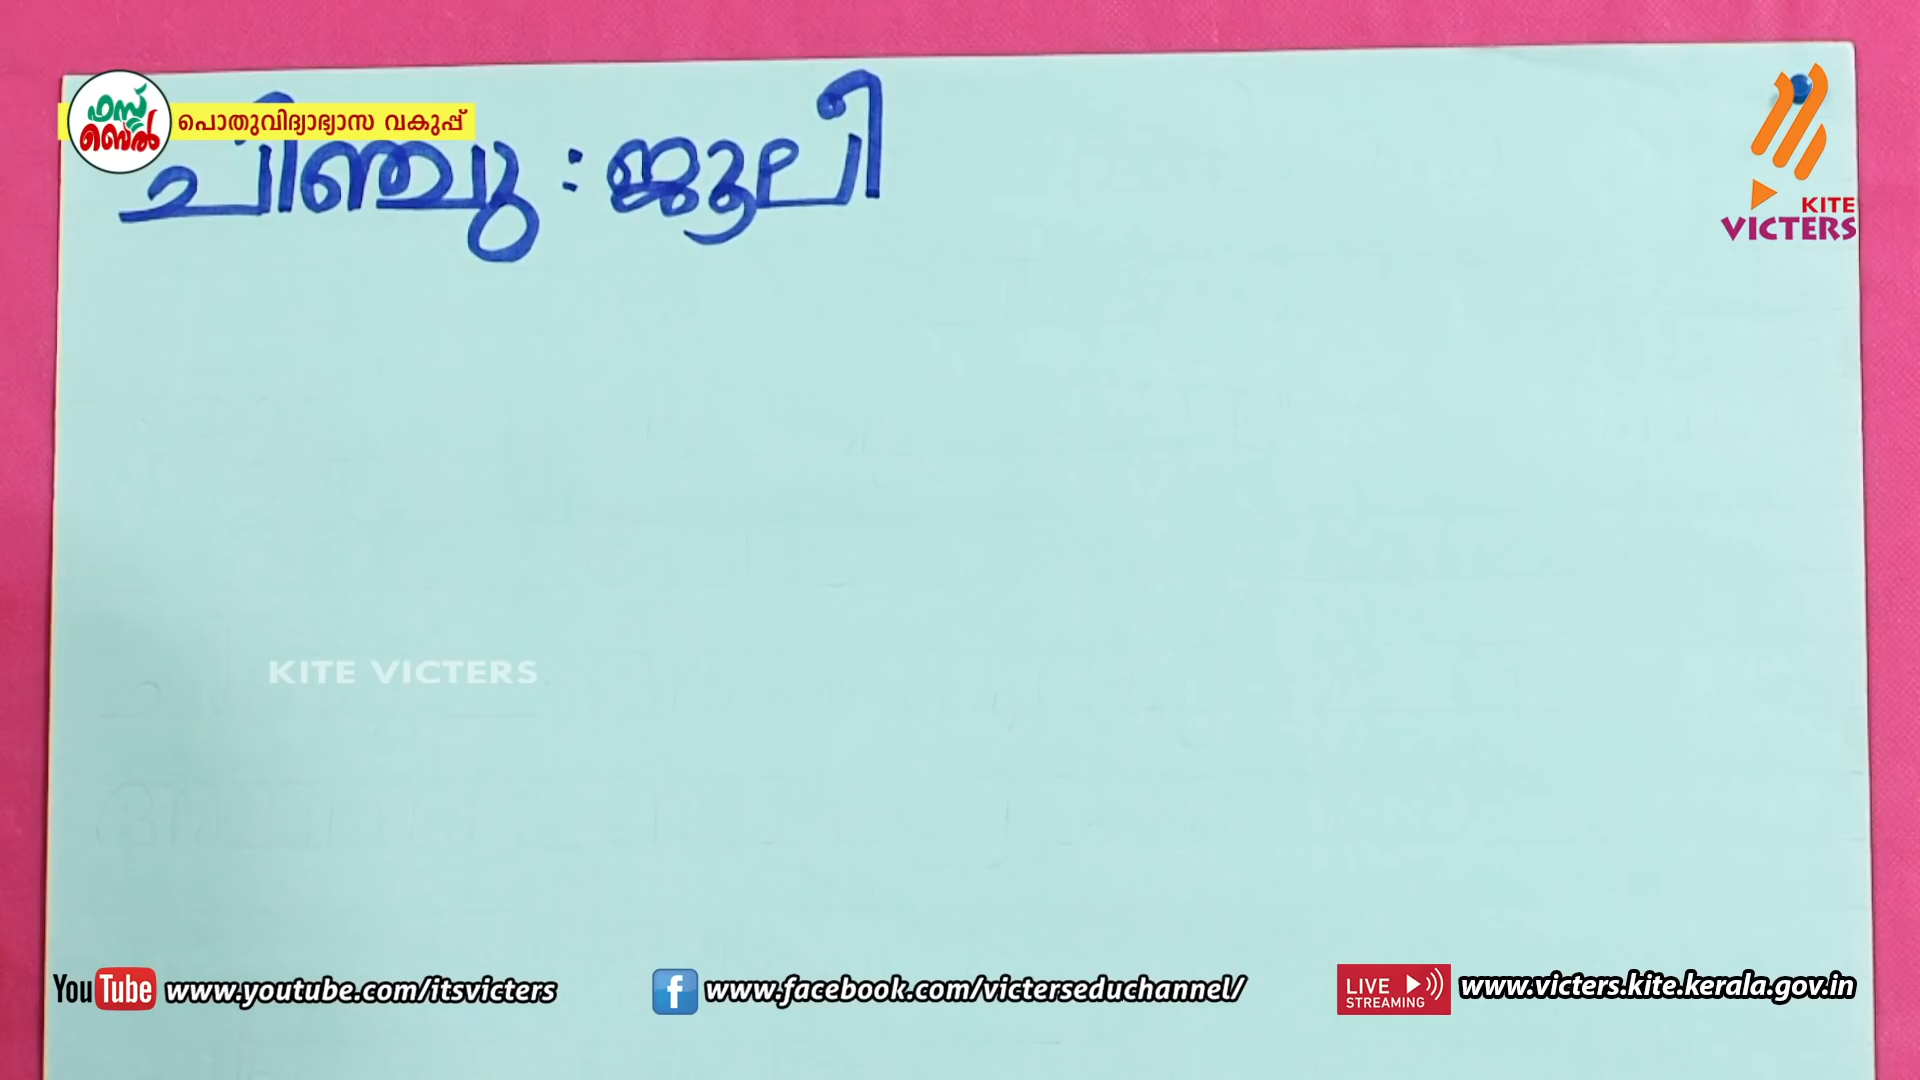 ഫസ്റ്റ് ബെൽ
പൊതുവിദ്യാഭ്യാസ വകുപ്പ്
ചിഞ്ചു : ജൂലീ
KITE
VICTERS
KITE VICTERS
YouTube www.youtube.com/itsvicters
f www.facebook.com/victerseduchannel/
LIVE STREAMING www.victers.kite.kerala.gov.in